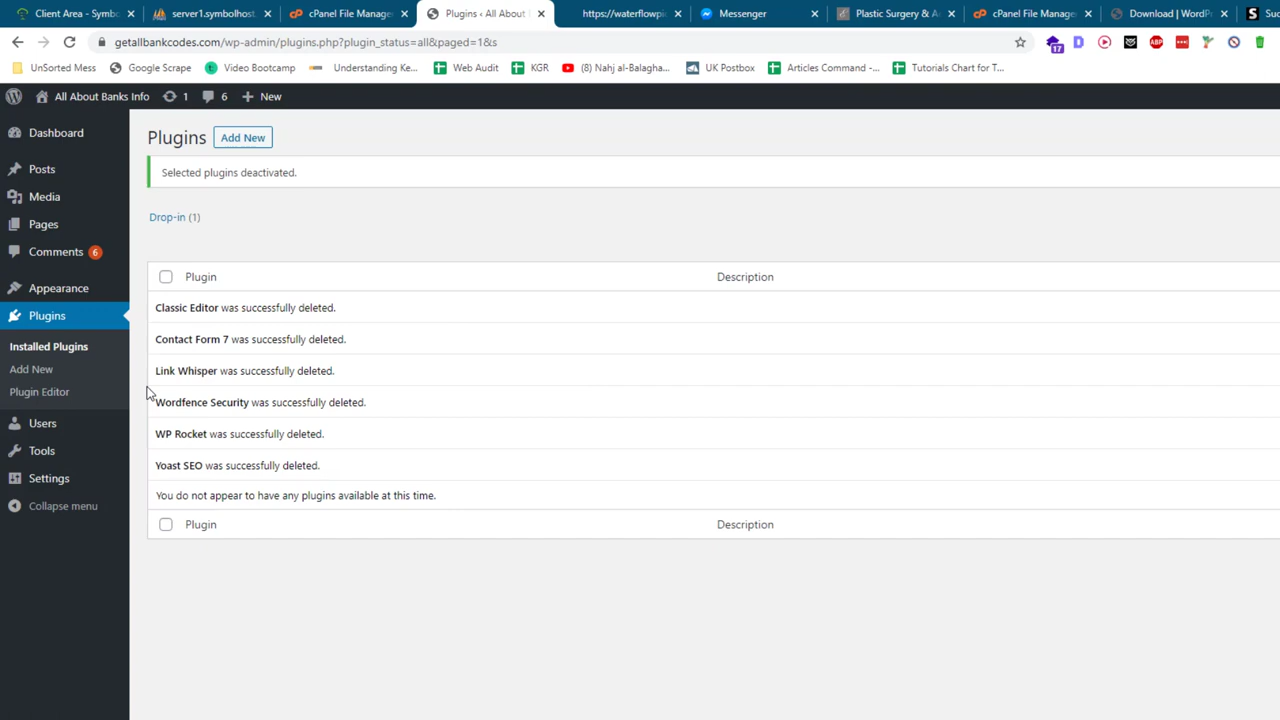 Client Area - Symbo
server1.symbolhost.
cPanel File Manage
Plugins ‹ All About
https://waterflowpi
Messenger
Plastic Surgery & A
cPanel File Manage
Download | WordP
Suc
getallbankcodes.com/wp-admin/plugins.php?plugin_status=all&paged=1&s
17
ABP
UnSorted Mess
Google Scrape
Video Bootcamp
Understanding Ke...
Web Audit
KGR
(8) Nahj al-Balagha...
UK Postbox
Articles Command -...
Tutorials Chart for T...
All About Banks Info
1
6
New
Dashboard
Posts
Media
Pages
Comments 6
Appearance
Plugins
Installed Plugins
Add New
Plugin Editor
Users
Tools
Settings
Collapse menu
Plugins
Add New
Selected plugins deactivated.
Drop-in (1)
Plugin
Description
Classic Editor was successfully deleted.
Contact Form 7 was successfully deleted.
Link Whisper was successfully deleted.
Wordfence Security was successfully deleted.
WP Rocket was successfully deleted.
Yoast SEO was successfully deleted.
You do not appear to have any plugins available at this time.
Plugin
Description